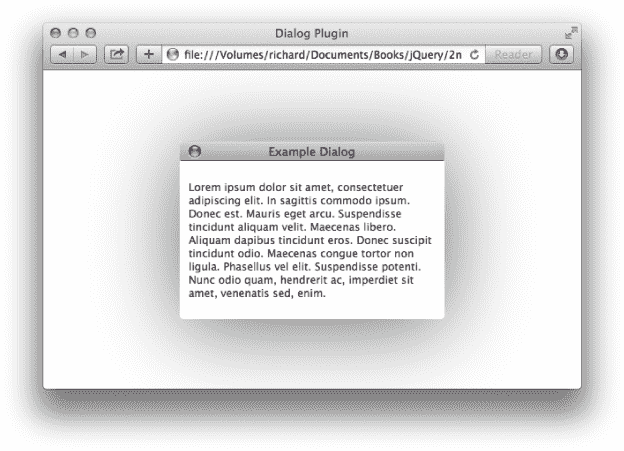 Dialog Plugin
file:///Volumes/richard/Documents/Books/jQuery/2n
Reader
Example Dialog
Lorem ipsum dolor sit amet, consectetuer
adipiscing elit. In sagittis commodo ipsum.
Donec est. Mauris eget arcu. Suspendisse
tincidunt aliquam velit. Maecenas libero.
Aliquam dapibus tincidunt eros. Donec suscipit
tincidunt odio. Maecenas congue tortor non
ligula. Phasellus vel elit. Suspendisse potenti.
Nunc odio quam, hendrerit ac, imperdiet sit
amet, venenatis sed, enim.